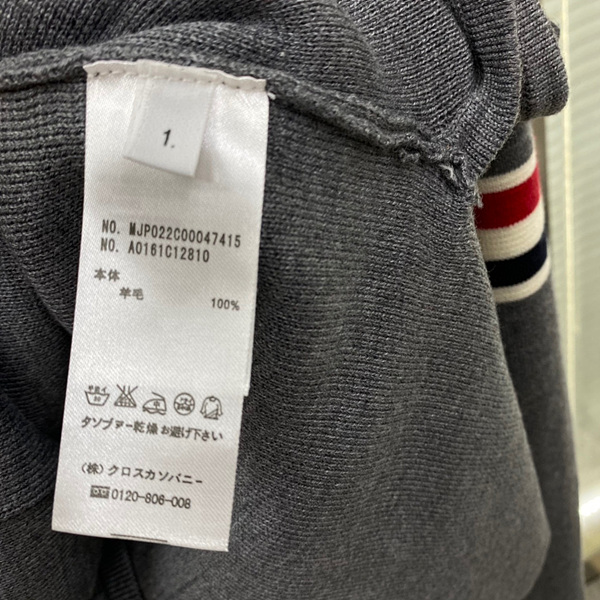 1.
NO. MJP022C00047415
NO. A0161C12810
本体
羊毛 100%
タンブラー乾燥 お避け下さい
(株)クロスカンパニー
0120-806-008